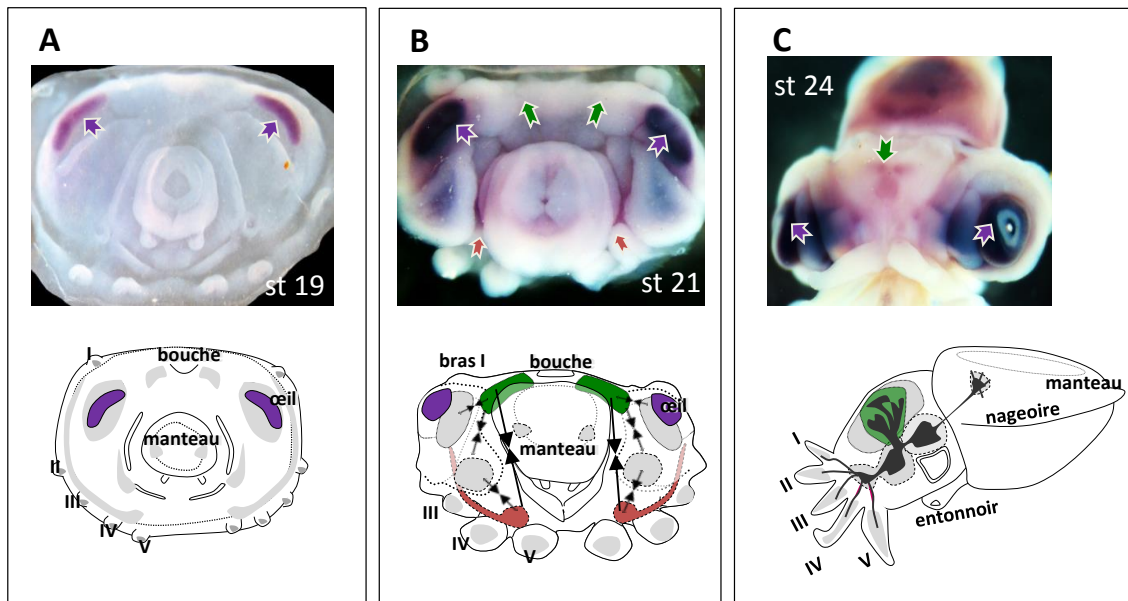 A
st 19
I
bouche
œil
manteau
II
III
IV
V
B
st 21
bras I
bouche
œil
manteau
III
IV
V
C
st 24
manteau
nageoire
I
II
III
IV
V
entonnoir